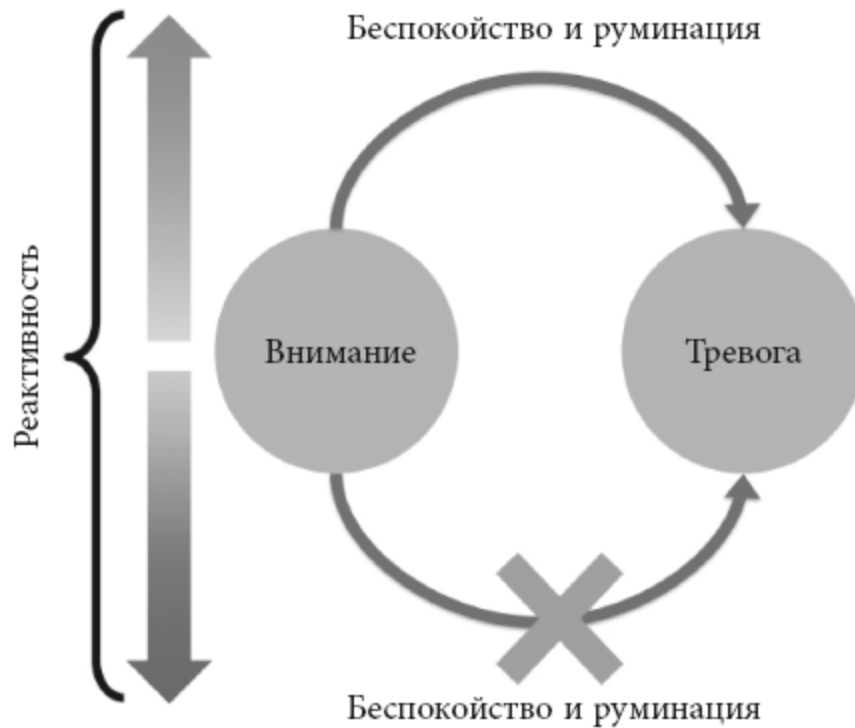 Беспокойство и руминация
Реактивность
Внимание
Тревога
Беспокойство и руминация